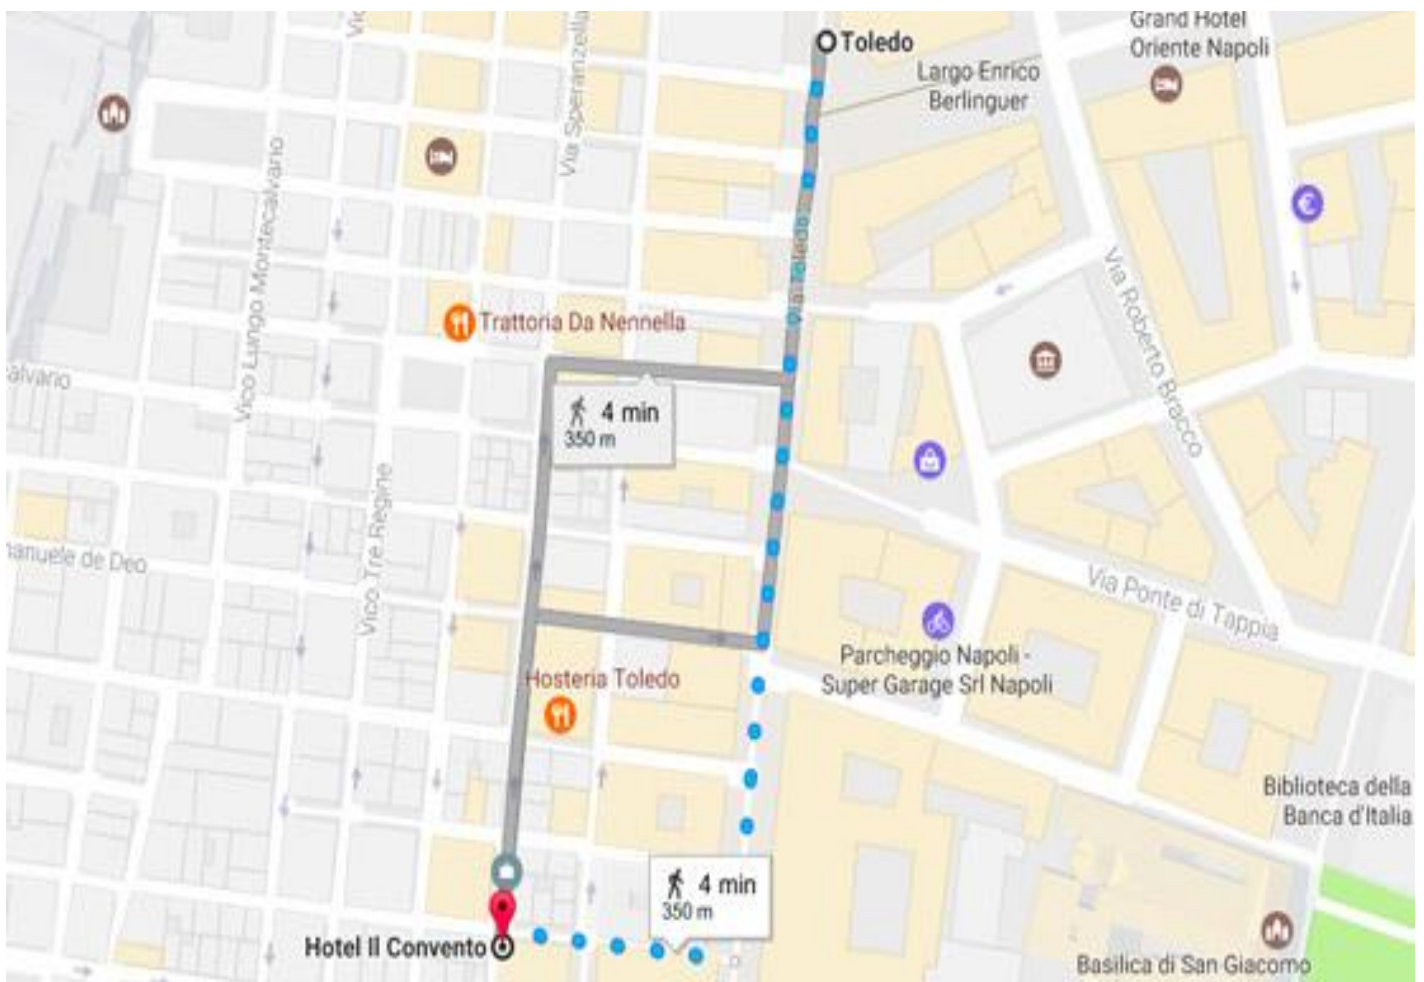 Toledo
Grand Hotel
Oriente Napoli
Largo Enrico
Berlinguer
Via Speranzella
Vico Lungo Montecalvario
Via Toledo
Via Roberto Bracco
Trattoria Da Nennella
alvario
4 min
350 m
Vico Tre Regine
anuele de Deo
Via Ponte di Tappia
Parcheggio Napoli -
Super Garage Srl Napoli
Hosteria Toledo
Biblioteca della
Banca d'Italia
4 min
350 m
Hotel Il Convento
Basilica di San Giacomo